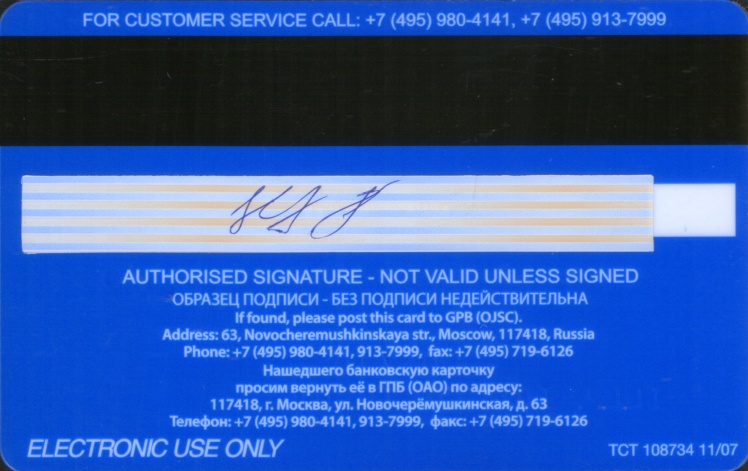 FOR CUSTOMER SERVICE CALL: +7 (495) 980-4141, +7 (495) 913-7999
AUTHORISED SIGNATURE - NOT VALID UNLESS SIGNED
ОБРАЗЕЦ ПОДПИСИ - БЕЗ ПОДПИСИ НЕДЕЙСТВИТЕЛЬНА
If found, please post this card to GPB (OJSC).
Address: 63, Novocheremushkinskaya str., Moscow, 117418, Russia
Phone: +7 (495) 980-4141, 913-7999, fax: +7 (495) 719-6126
Нашедшего банковскую карточку
просим вернуть её в ГПБ (ОАО) по адресу:
117418, г. Москва, ул. Новочерёмушкинская, д. 63
Телефон: +7 (495) 980-4141, 913-7999, факс: +7 (495) 719-6126
ELECTRONIC USE ONLY
TCT 108734 11/07